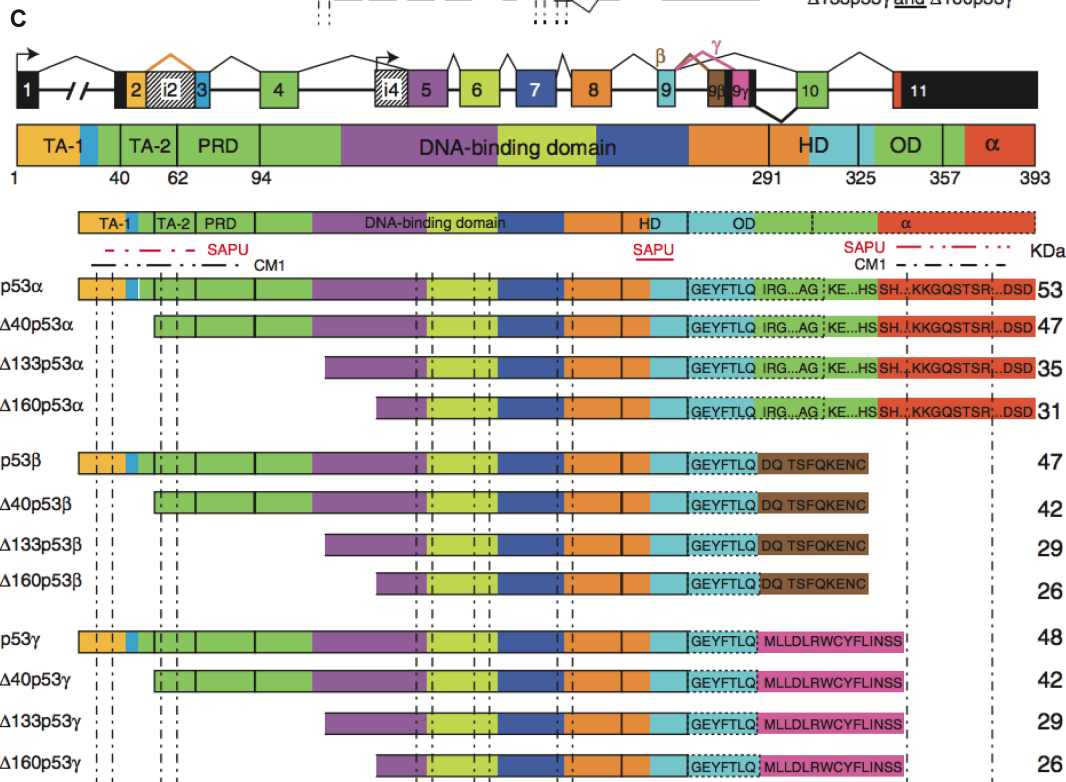 Δ133p53γ and Δ160p53γ
C
β γ
1 2 i2 3 4 i4 5 6 7 8 9 9β 9γ 10 11
TA-1 TA-2 PRD DNA-binding domain HD OD α
1 40 62 94 291 325 357 393
TA-1 TA-2 PRD DNA-binding domain HD OD α
SAPU SAPU SAPU KDa
CM1 CM1
p53α GEYFTLQ IRG...AG KE...HS SH...KKGQSTSR...DSD 53
Δ40p53α GEYFTLQ IRG...AG KE...HS SH...KKGQSTSR...DSD 47
Δ133p53α GEYFTLQ IRG...AG KE...HS SH...KKGQSTSR...DSD 35
Δ160p53α GEYFTLQ IRG...AG KE...HS SH...KKGQSTSR...DSD 31
p53β GEYFTLQ DQ TSFQKENC 47
Δ40p53β GEYFTLQ DQ TSFQKENC 42
Δ133p53β GEYFTLQ DQ TSFQKENC 29
Δ160p53β GEYFTLQ DQ TSFQKENC 26
p53γ GEYFTLQ MLLDLRWCYFLINSS 48
Δ40p53γ GEYFTLQ MLLDLRWCYFLINSS 42
Δ133p53γ GEYFTLQ MLLDLRWCYFLINSS 29
Δ160p53γ GEYFTLQ MLLDLRWCYFLINSS 26